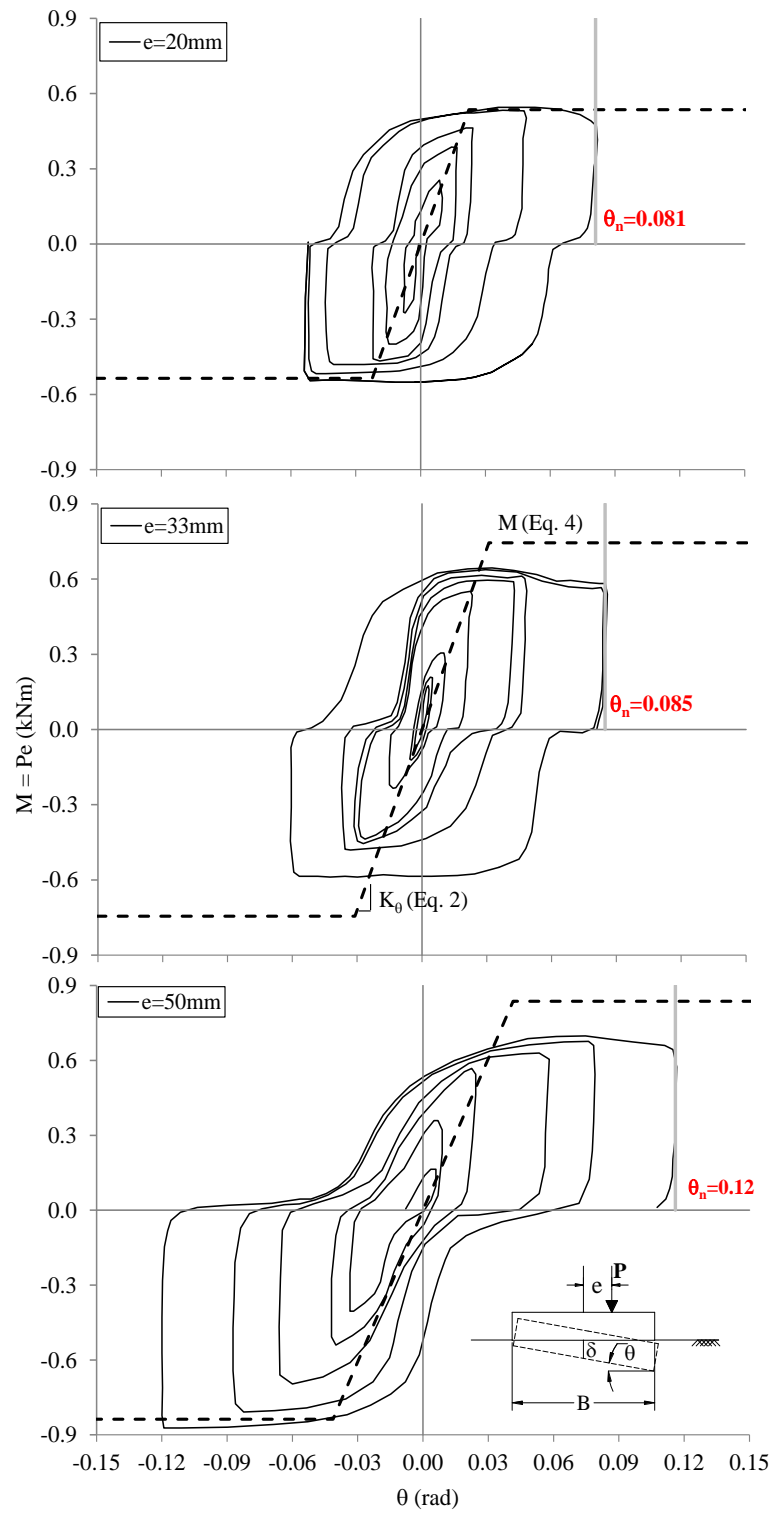 0.9
e=20mm
0.6
0.3
θn=0.081
0.0
-0.3
-0.6
-0.9
0.9
e=33mm
M (Eq. 4)
0.6
0.3
θn=0.085
0.0
M = Pe (kNm)
-0.3
-0.6
Kθ (Eq. 2)
-0.9
0.9
e=50mm
0.6
0.3
θn=0.12
0.0
P
e
-0.3
δ
θ
-0.6
B
-0.9
-0.15 -0.12 -0.09 -0.06 -0.03 0.00 0.03 0.06 0.09 0.12 0.15
θ (rad)